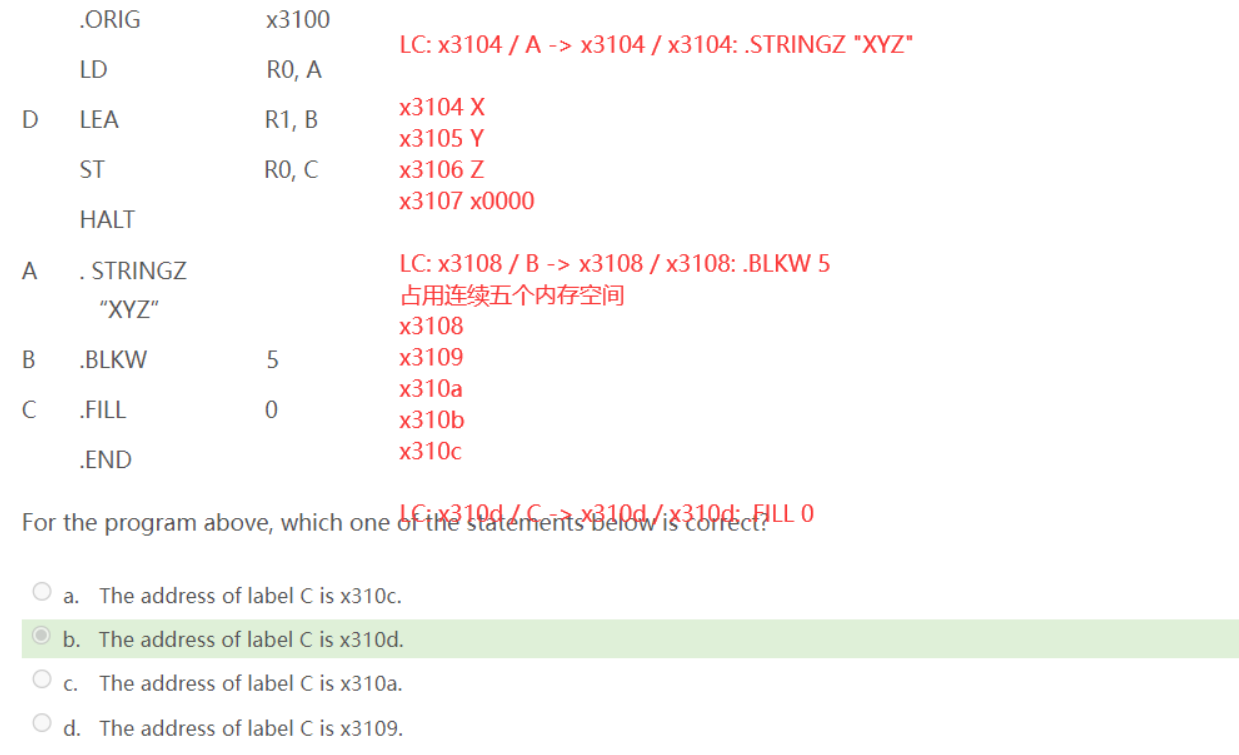 .ORIG x3100
LC: x3104 / A -> x3104 / x3104: .STRINGZ "XYZ"
LD R0, A
x3104 X
D LEA R1, B
x3105 Y
ST R0, C
x3106 Z
x3107 x0000
HALT
LC: x3108 / B -> x3108 / x3108: .BLKW 5
A . STRINGZ
占用连续五个内存空间
“XYZ”
x3108
B .BLKW 5
x3109
x310a
C .FILL 0
x310b
x310c
.END
LC: x310d / C -> x310d / x310d: .FILL 0
For the program above, which one of the statements below is correct?
a. The address of label C is x310c.
b. The address of label C is x310d.
c. The address of label C is x310a.
d. The address of label C is x3109.